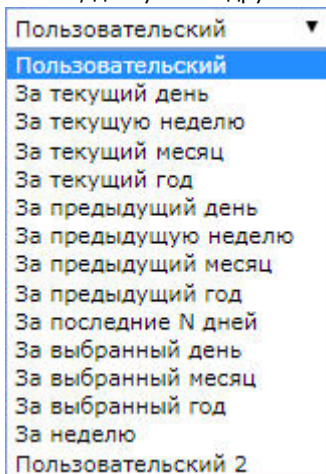 Пользовательский
Пользовательский
За текущий день
За текущую неделю
За текущий месяц
За текущий год
За предыдущий день
За предыдущую неделю
За предыдущий месяц
За предыдущий год
За последние N дней
За выбранный день
За выбранный месяц
За выбранный год
За неделю
Пользовательский 2